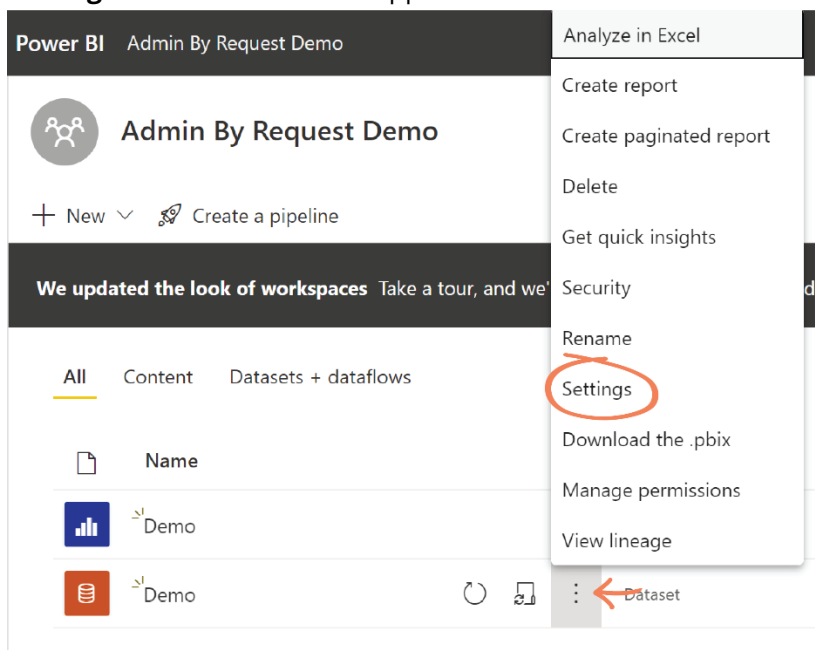 Power BI Admin By Request Demo
Analyze in Excel
Create report
Admin By Request Demo
Create paginated report
Delete
New Create a pipeline
Get quick insights
We updated the look of workspaces Take a tour, and we'
Security
Rename
All Content Datasets + dataflows
Settings
Download the .pbix
Name
Manage permissions
Demo
View lineage
Demo
Dataset